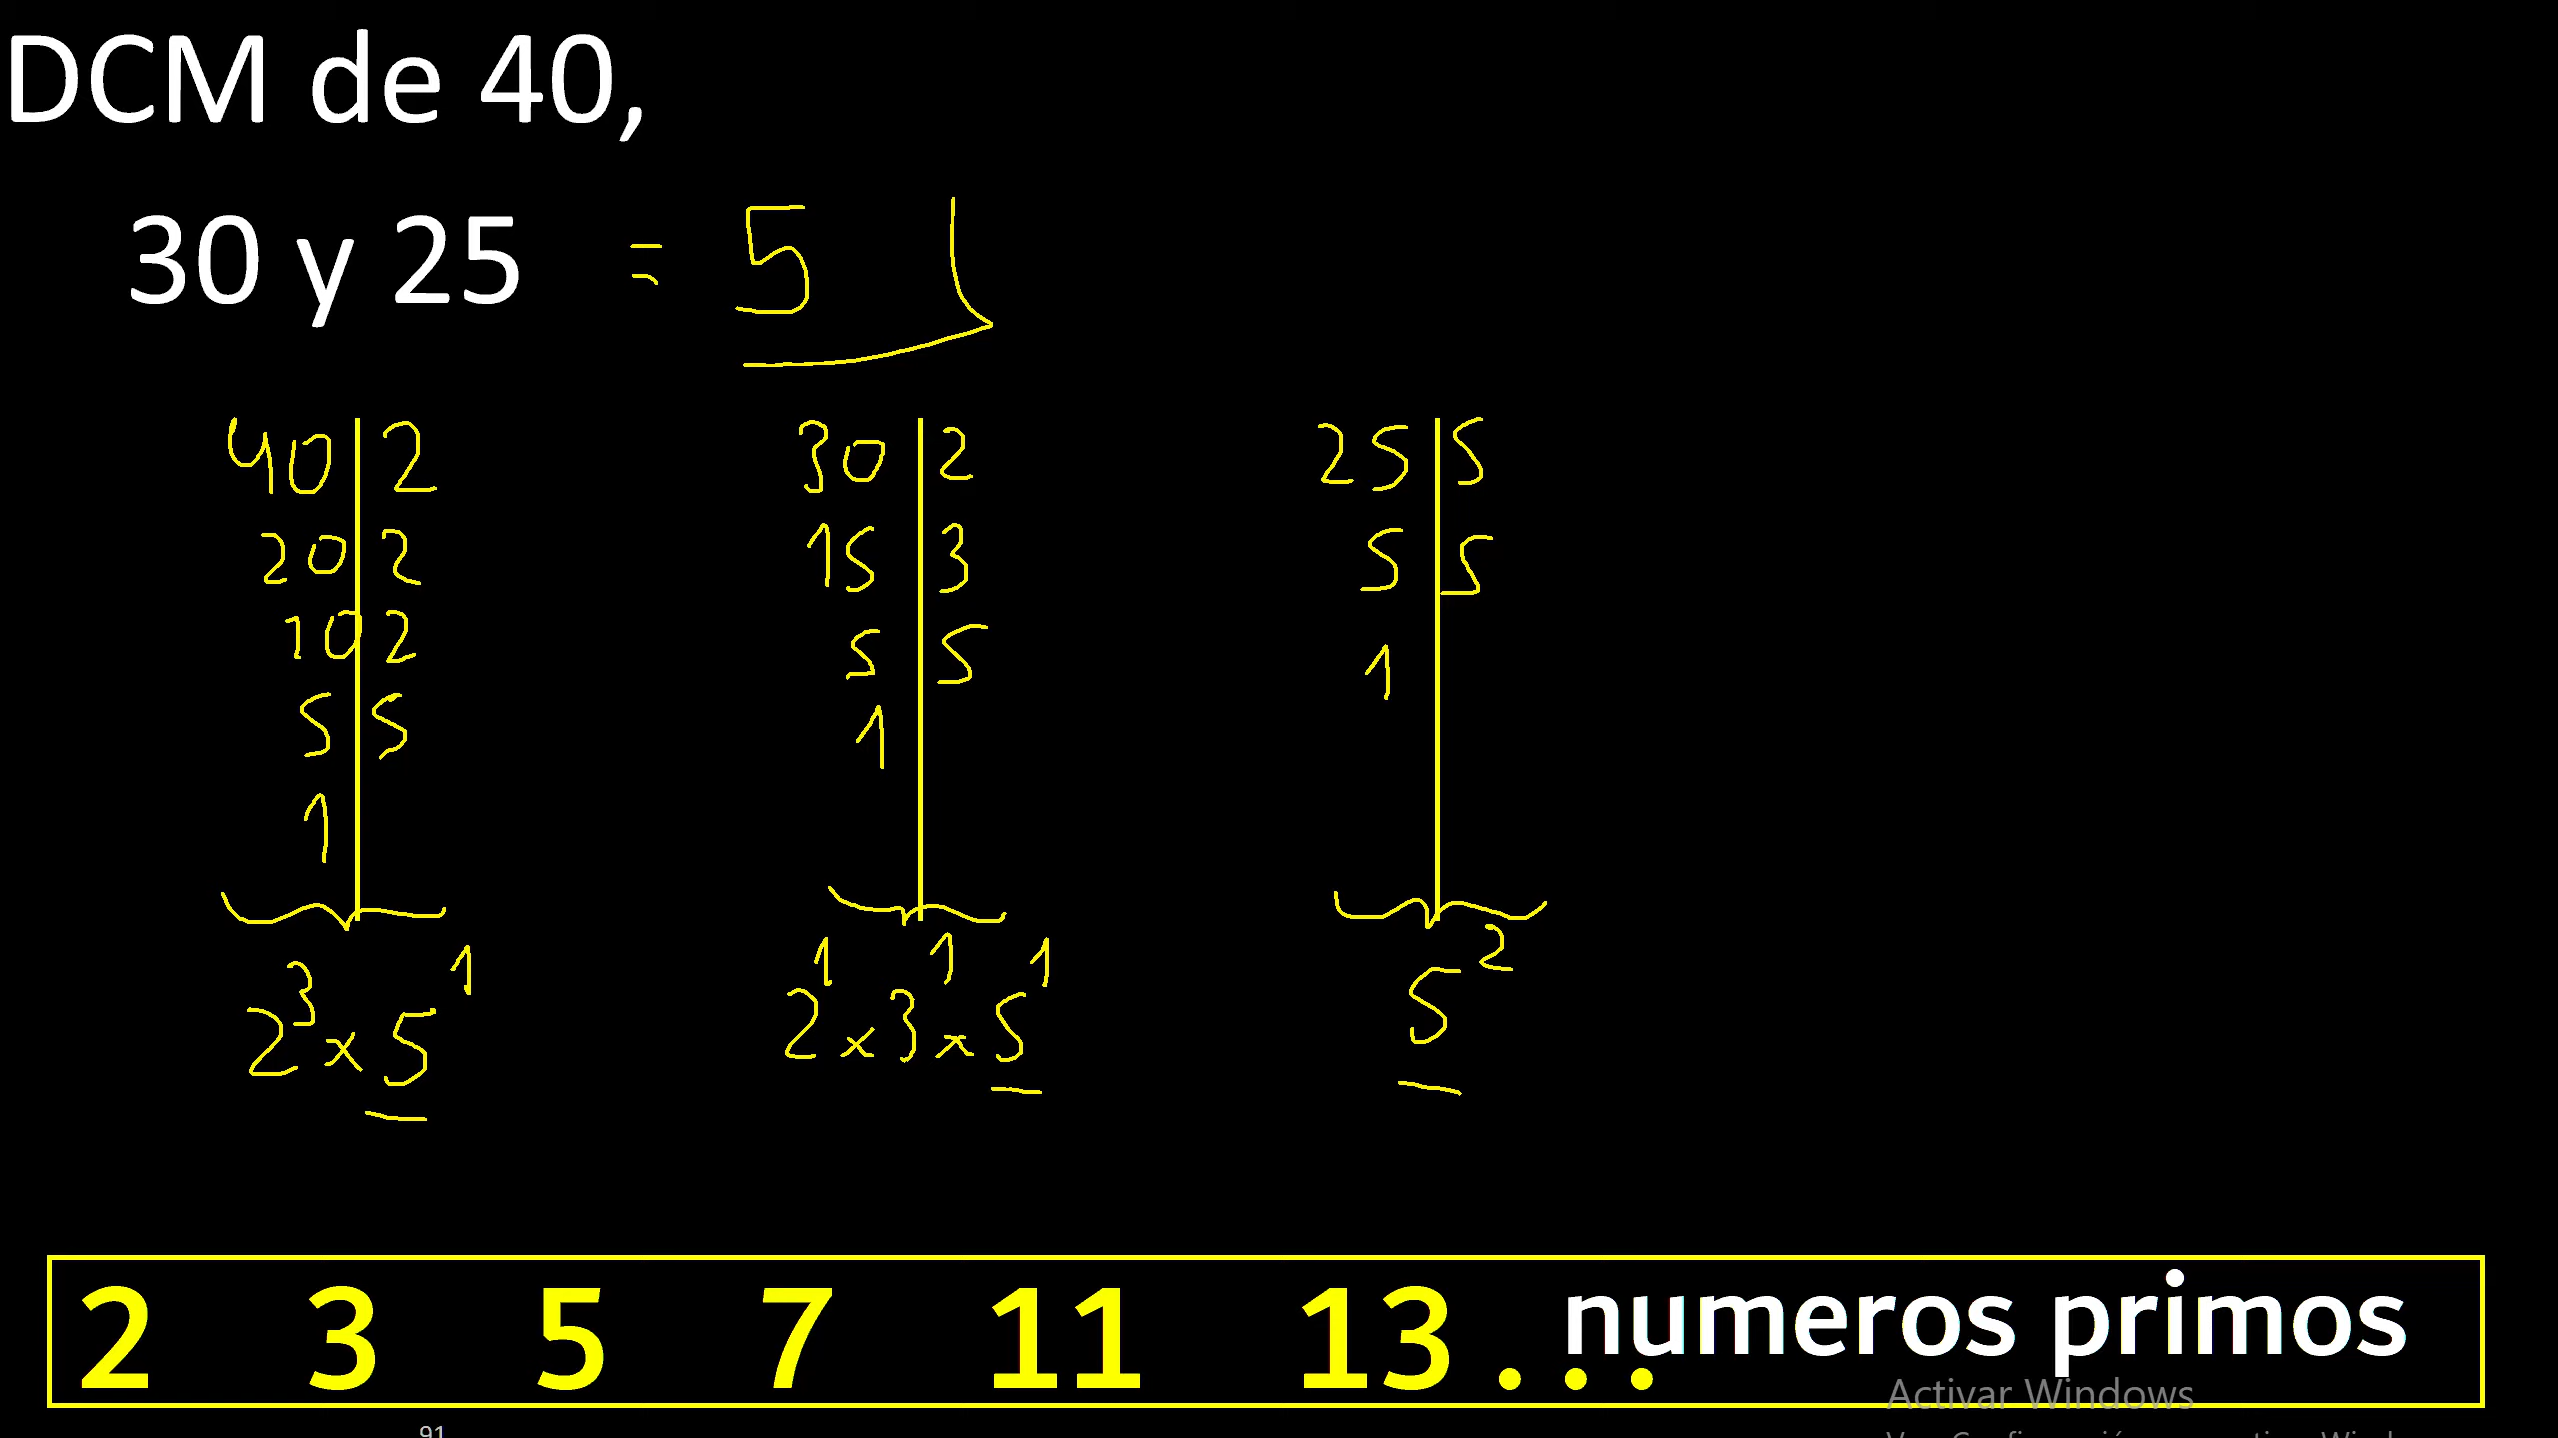 DCM de 40,
30 y 25 = 5
40 | 2
20 | 2
10 | 2
5 | 5
1
2³ x 5¹
30 | 2
15 | 3
5 | 5
1
2¹ x 3¹ x 5¹
25 | 5
5 | 5
1
5²
2 3 5 7 11 13 ... numeros primos
Activar Windows
91